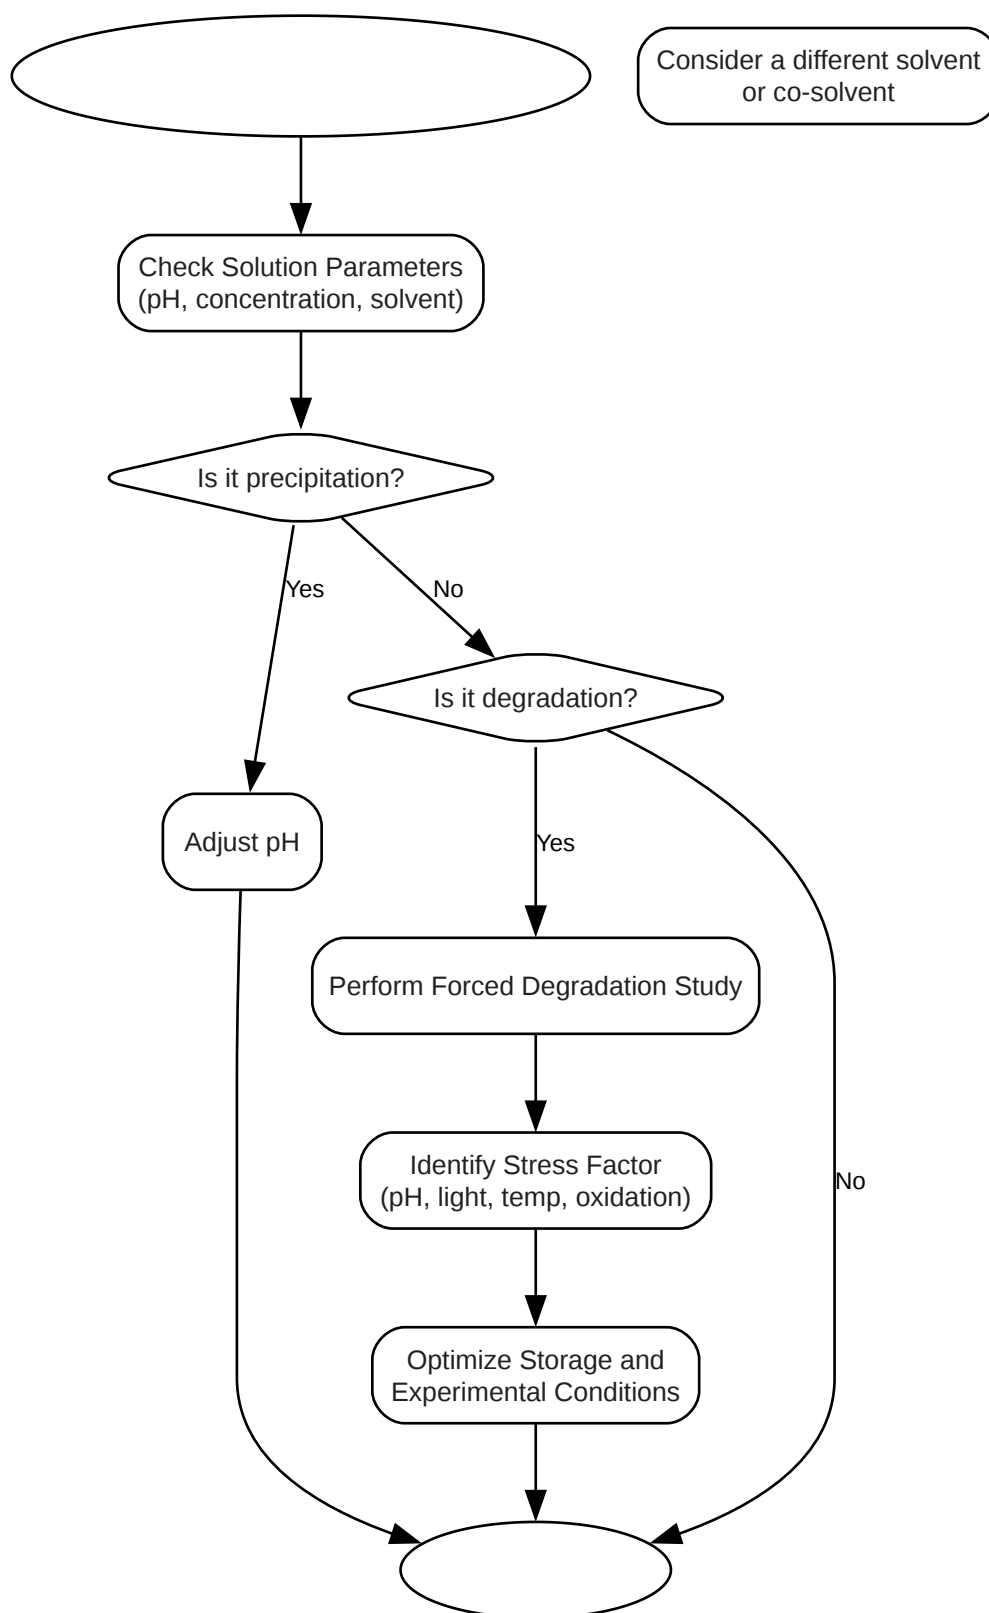 Consider a different solvent
or co-solvent
Check Solution Parameters
(pH, concentration, solvent)
Is it precipitation?
Yes
No
Is it degradation?
Adjust pH
Yes
Perform Forced Degradation Study
Identify Stress Factor
(pH, light, temp, oxidation)
No
Optimize Storage and
Experimental Conditions